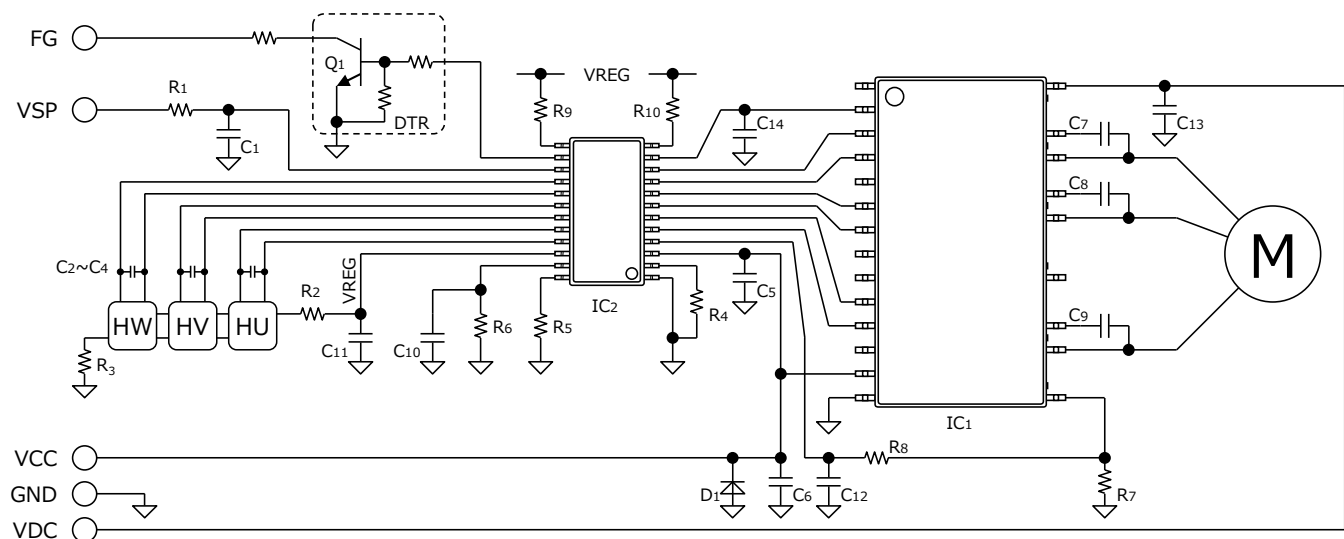 FG
Q1
DTR
VSP
R1
C1
VREG
R9
R10
C14
C13
C7
C8
C9
M
C2~C4
HW
HV
HU
R2
VREG
R3
C11
C10
R6
R5
IC2
R4
C5
IC1
VCC
GND
VDC
D1
C6
C12
R8
R7